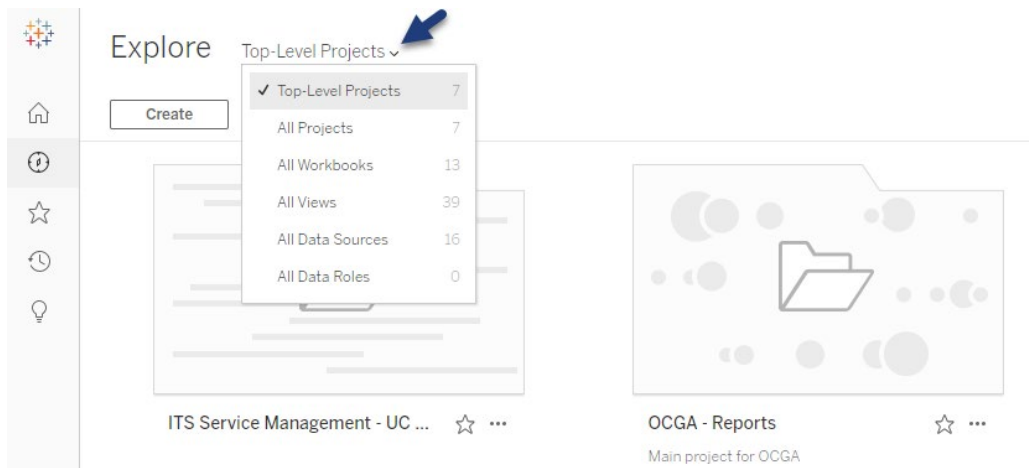 Explore Top-Level Projects
✓ Top-Level Projects 7
Create
All Projects 7
All Workbooks 13
All Views 39
All Data Sources 16
All Data Roles 0
ITS Service Management - UC ...
OCGA - Reports
Main project for OCGA